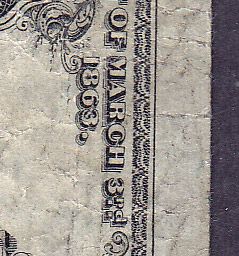 OF MARCH 3rd
1863.